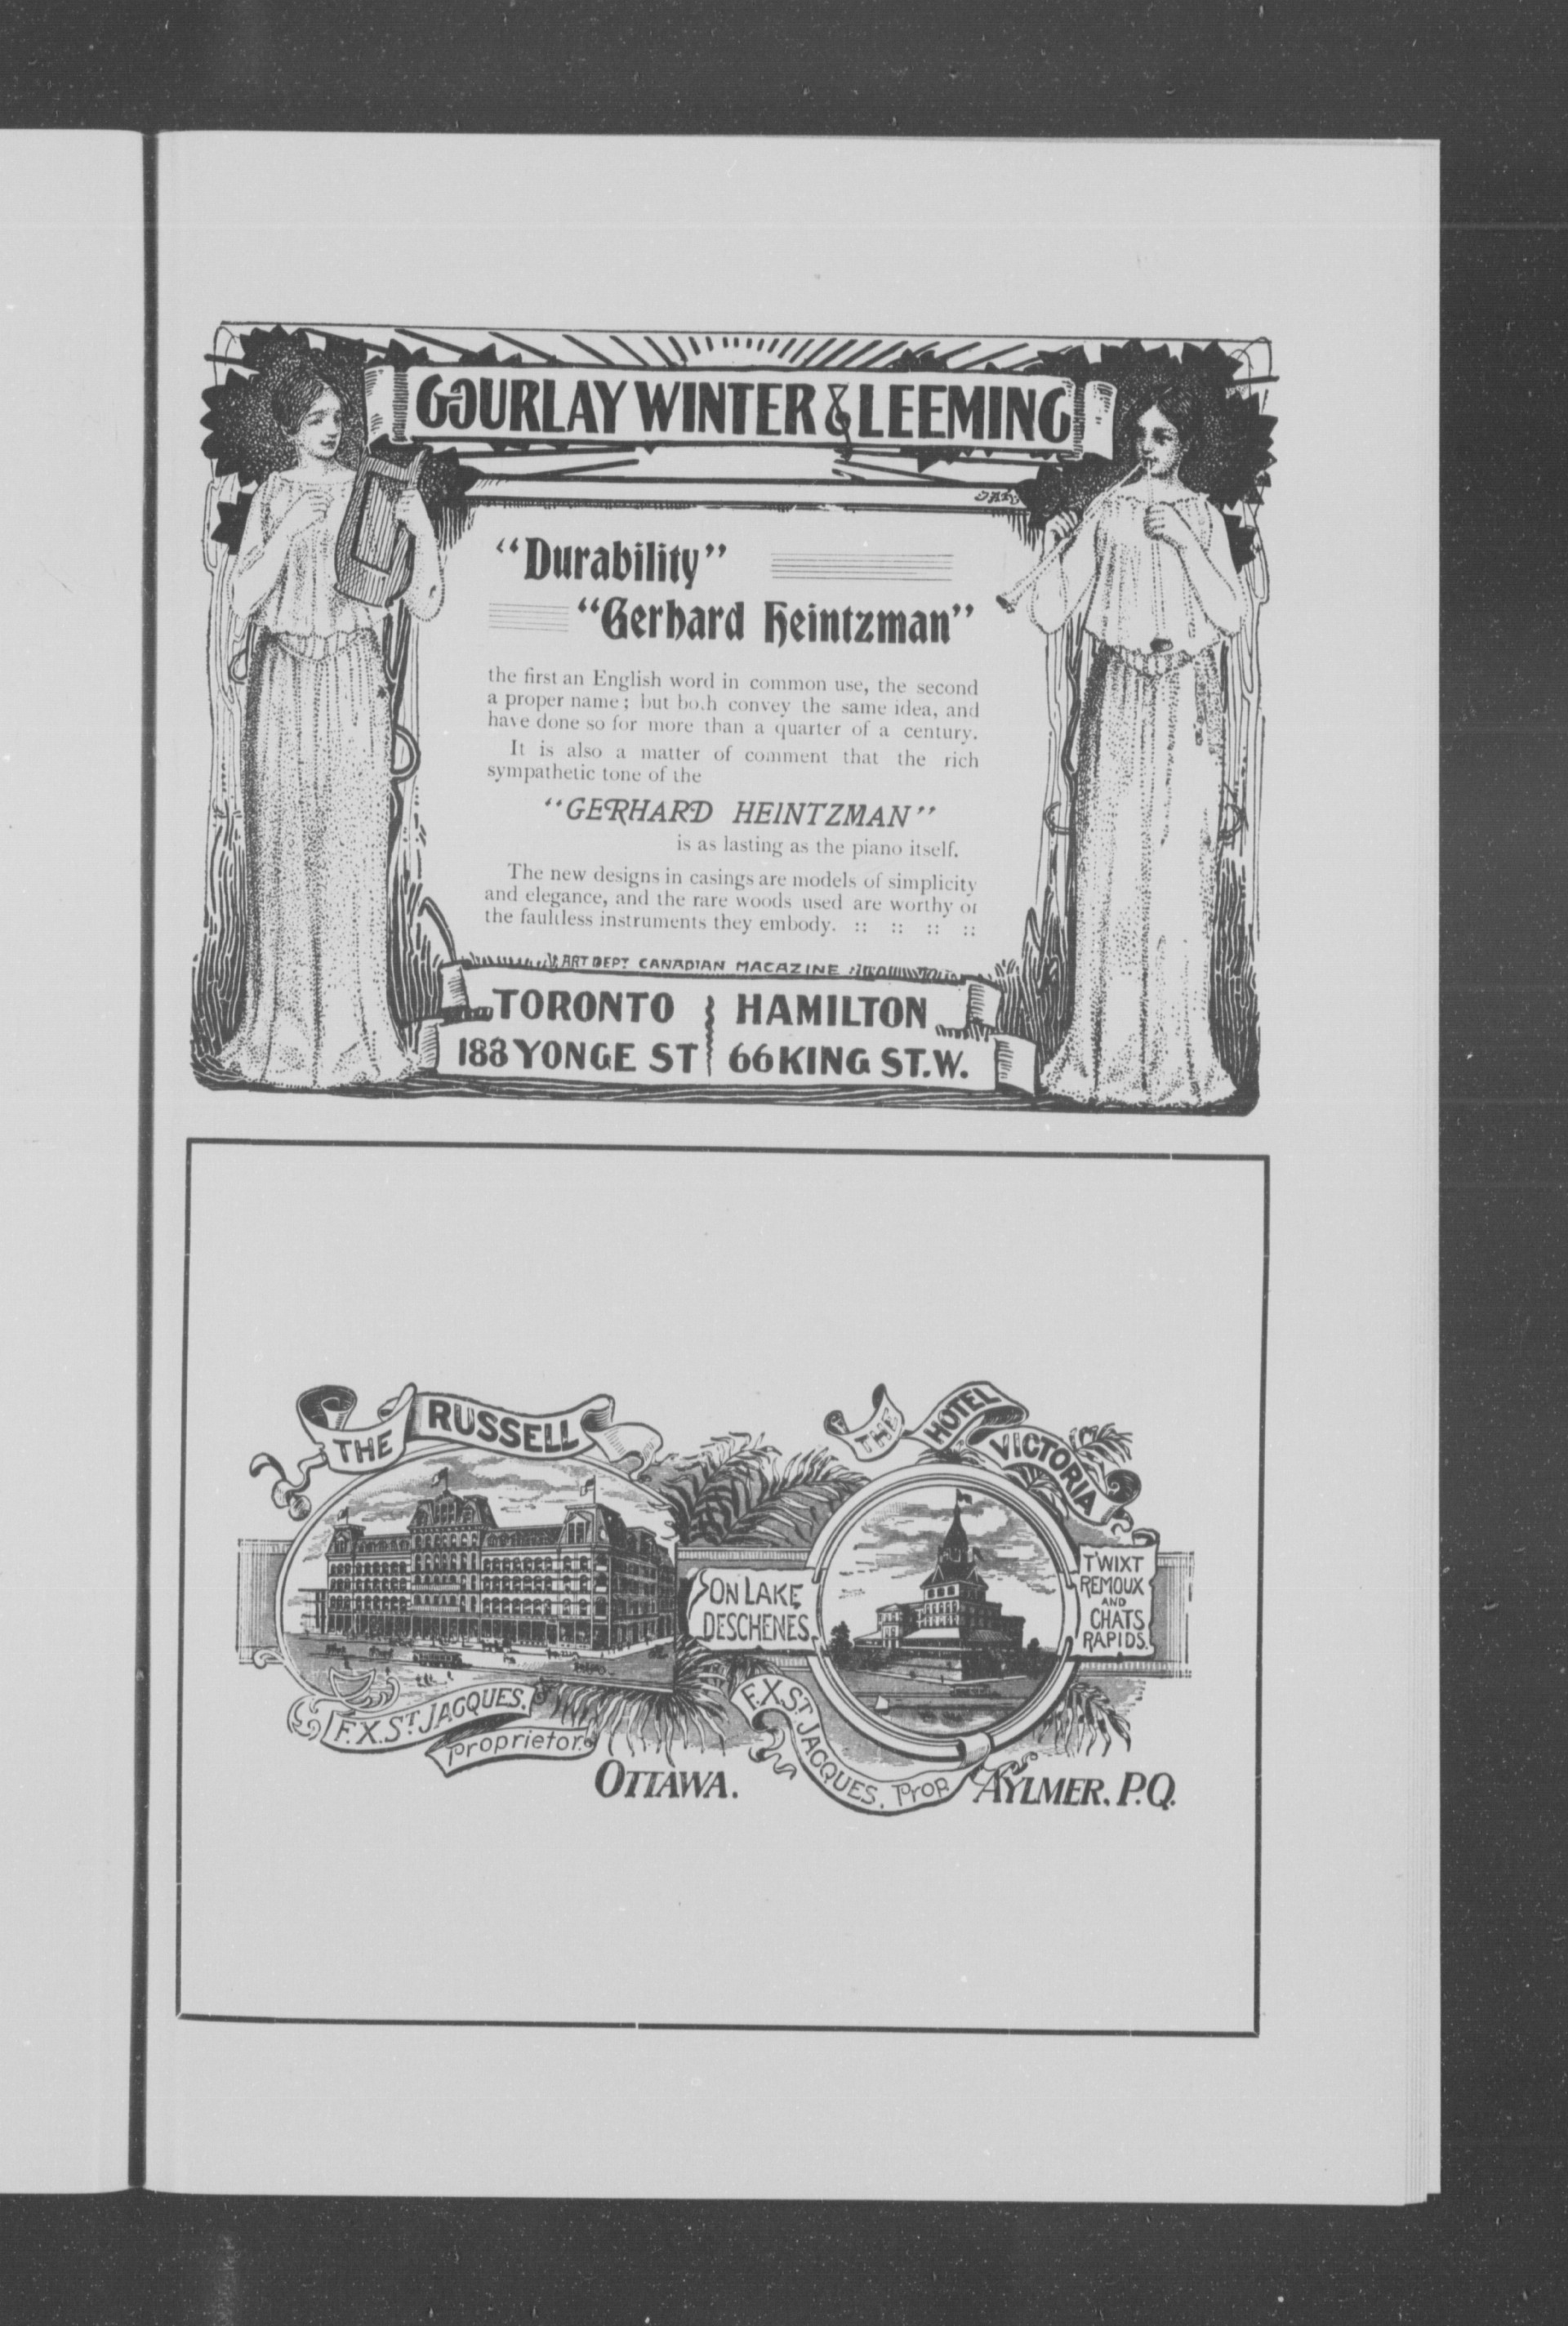 GOURLAY WINTER & LEEMING
"Durability"
"Gerhard Heintzman"
the first an English word in common use, the second
a proper name; but both convey the same idea, and
have done so for more than a quarter of a century.
It is also a matter of comment that the rich
sympathetic tone of the
"GERHARD HEINTZMAN"
is as lasting as the piano itself.
The new designs in casings are models of simplicity
and elegance, and the rare woods used are worthy of
the faultless instruments they embody. :: :: :: ::
ART DEPT CANADIAN MAGAZINE
TORONTO
188 YONGE ST
HAMILTON
66 KING ST. W.
THE RUSSELL
F. X. ST JACQUES.
Proprietor.
OTTAWA.
THE HOTEL VICTORIA
ON LAKE
DESCHENES.
T'WIXT
REMOUX
AND
CHATS
RAPIDS.
F. X. ST JACQUES, Prop
AYLMER, P.Q.